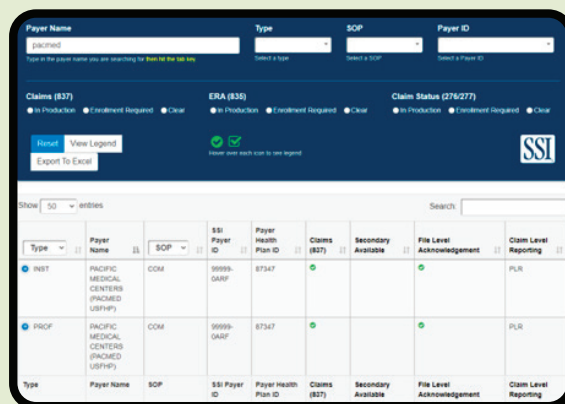 Payer Name Type SOP Payer ID
pacmed
Type in the payer name you are searching for then hit the tab key Select a type Select a SOP Select a Payer ID
Claims (837) ERA (835) Claim Status (276/277)
In Production Enrollment Required Clear In Production Enrollment Required Clear In Production Enrollment Required Clear
Reset View Legend
Export To Excel
Hover over each icon to see legend
SSI
Show 50 entries Search:
Type Payer Name SOP SSI Payer ID Payer Health Plan ID Claims (837) Secondary Available File Level Acknowledgement Claim Level Reporting
INST PACIFIC MEDICAL CENTERS (PACMED USFHP) COM 99999-0ARF 87347 PLR
PROF PACIFIC MEDICAL CENTERS (PACMED USFHP) COM 99999-0ARF 87347 PLR
Type Payer Name SOP SSI Payer ID Payer Health Plan ID Claims (837) Secondary Available File Level Acknowledgement Claim Level Reporting